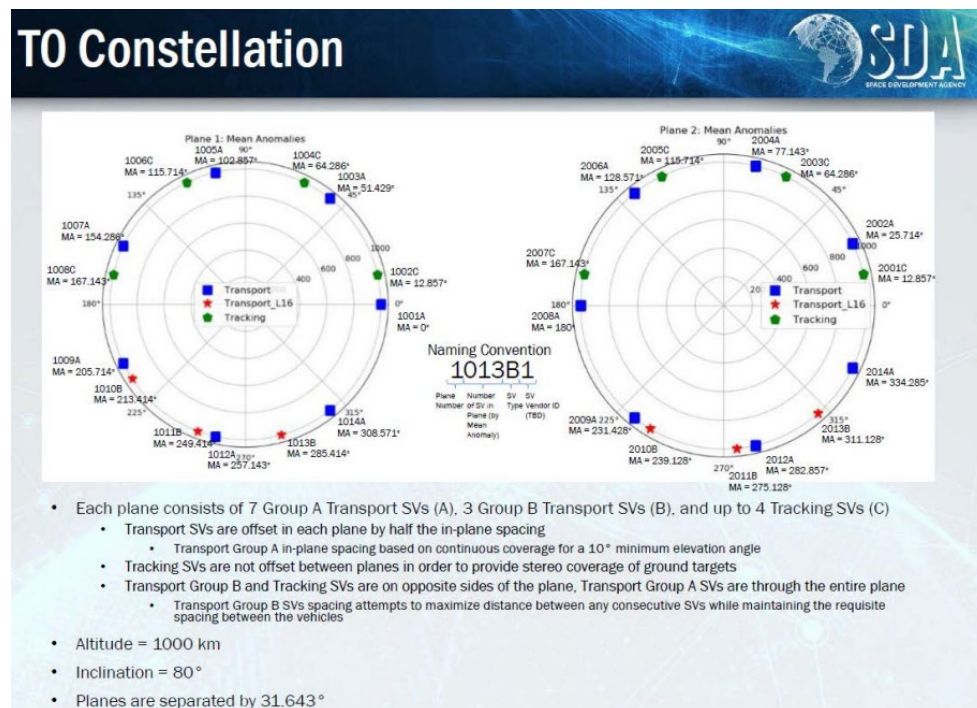 T0 Constellation
SDA
SPACE DEVELOPMENT AGENCY
Plane 1: Mean Anomalies
90°
1005A
MA = 102.857°
1006C
MA = 115.714°
1004C
MA = 64.286°
1003A
MA = 51.429°
135°
45°
1007A
MA = 154.286°
1008C
MA = 167.143°
1000
800
600
400
1002C
MA = 12.857°
180°
0°
1001A
MA = 0°
Transport
Transport_L16
Tracking
1009A
MA = 205.714°
1010B
MA = 213.414°
225°
1011B
MA = 249.414°
1012A
MA = 257.143°
270°
1013B
MA = 285.414°
315°
1014A
MA = 308.571°
Naming Convention
1013B1
Plane Number
Number of SV in Plane (by Mean Anomaly)
SV Type
SV Vendor ID (TBD)
Plane 2: Mean Anomalies
90°
2004A
MA = 77.143°
2005C
MA = 115.714°
2003C
MA = 64.286°
2006A
MA = 128.571°
135°
45°
2002A
MA = 25.714°
2007C
MA = 167.143°
1000
800
600
400
2001C
MA = 12.857°
180°
0°
2008A
MA = 180°
Transport
Transport_L16
Tracking
2014A
MA = 334.285°
2009A
MA = 231.428°
225°
2010B
MA = 239.128°
270°
2011B
MA = 275.128°
2012A
MA = 282.857°
315°
2013B
MA = 311.128°
• Each plane consists of 7 Group A Transport SVs (A), 3 Group B Transport SVs (B), and up to 4 Tracking SVs (C)
• Transport SVs are offset in each plane by half the in-plane spacing
• Transport Group A in-plane spacing based on continuous coverage for a 10° minimum elevation angle
• Tracking SVs are not offset between planes in order to provide stereo coverage of ground targets
• Transport Group B and Tracking SVs are on opposite sides of the plane, Transport Group A SVs are through the entire plane
• Transport Group B SVs spacing attempts to maximize distance between any consecutive SVs while maintaining the requisite
spacing between the vehicles
• Altitude = 1000 km
• Inclination = 80°
• Planes are separated by 31.643°